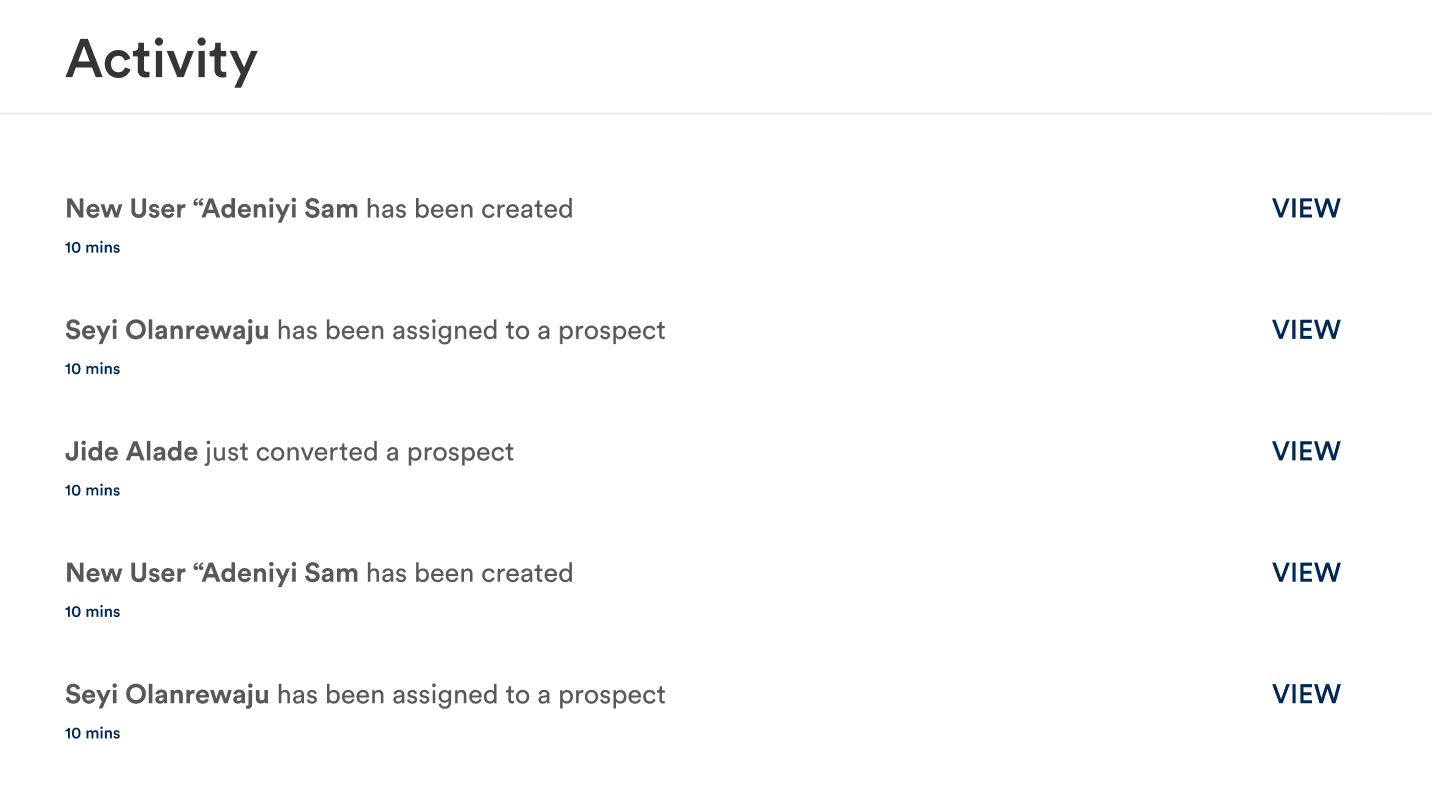 Activity
New User “Adeniyi Sam has been created VIEW
10 mins
Seyi Olanrewaju has been assigned to a prospect VIEW
10 mins
Jide Alade just converted a prospect VIEW
10 mins
New User “Adeniyi Sam has been created VIEW
10 mins
Seyi Olanrewaju has been assigned to a prospect VIEW
10 mins